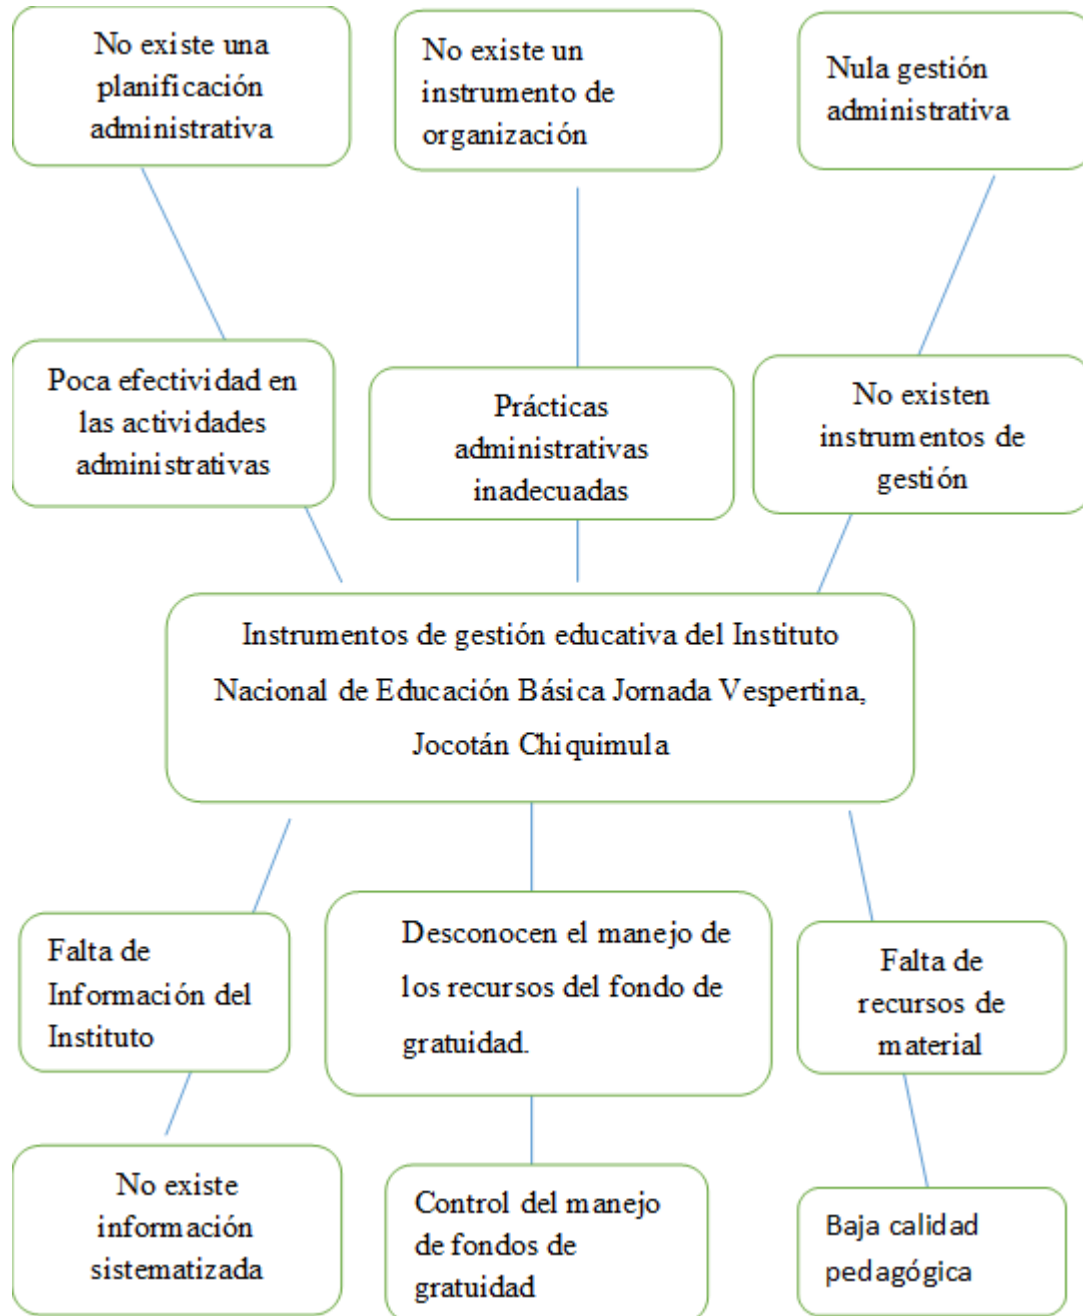 No existe una
planificación
administrativa
No existe un
instrumento de
organización
Nula gestión
administrativa
Poca efectividad en
las actividades
administrativas
Prácticas
administrativas
inadecuadas
No existen
instrumentos de
gestión
Instrumentos de gestión educativa del Instituto
Nacional de Educación Básica Jornada Vespertina,
Jocotán Chiquimula
Falta de
Información del
Instituto
Desconocen el manejo de
los recursos del fondo de
gratuidad.
Falta de
recursos de
material
No existe
información
sistematizada
Control del manejo
de fondos de
gratuidad
Baja calidad
pedagógica